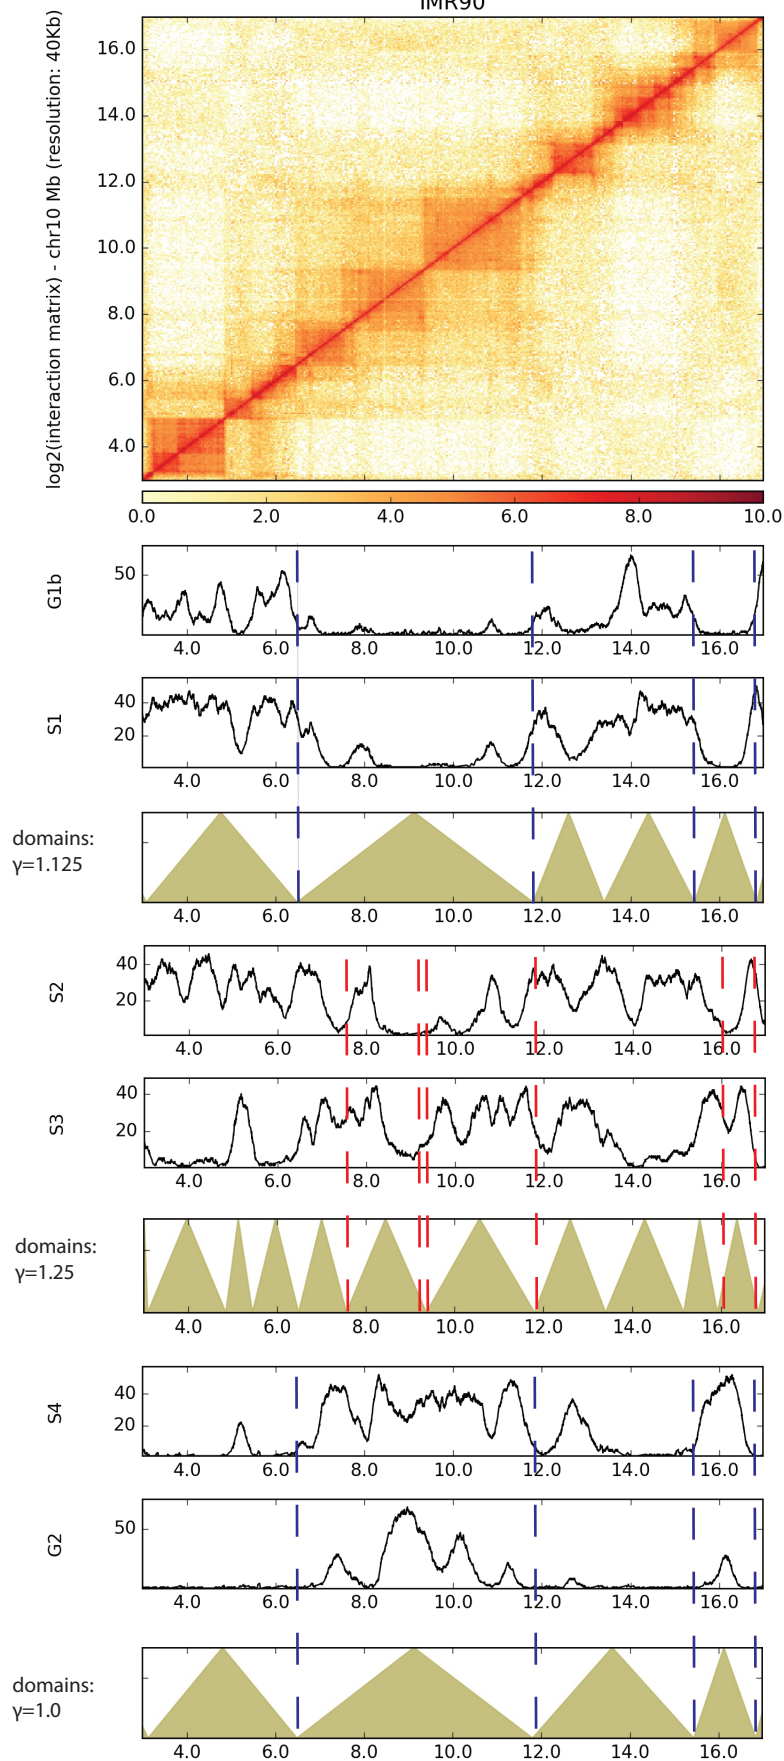 IMR90
log2(interaction matrix) - chr10 Mb (resolution: 40Kb)
16.0
14.0
12.0
10.0
8.0
6.0
4.0
0.0 2.0 4.0 6.0 8.0 10.0
G1b
50
4.0 6.0 8.0 10.0 12.0 14.0 16.0
S1
40
20
4.0 6.0 8.0 10.0 12.0 14.0 16.0
domains:
γ=1.125
4.0 6.0 8.0 10.0 12.0 14.0 16.0
S2
40
20
4.0 6.0 8.0 10.0 12.0 14.0 16.0
S3
40
20
4.0 6.0 8.0 10.0 12.0 14.0 16.0
domains:
γ=1.25
4.0 6.0 8.0 10.0 12.0 14.0 16.0
S4
40
20
4.0 6.0 8.0 10.0 12.0 14.0 16.0
G2
50
4.0 6.0 8.0 10.0 12.0 14.0 16.0
domains:
γ=1.0
4.0 6.0 8.0 10.0 12.0 14.0 16.0